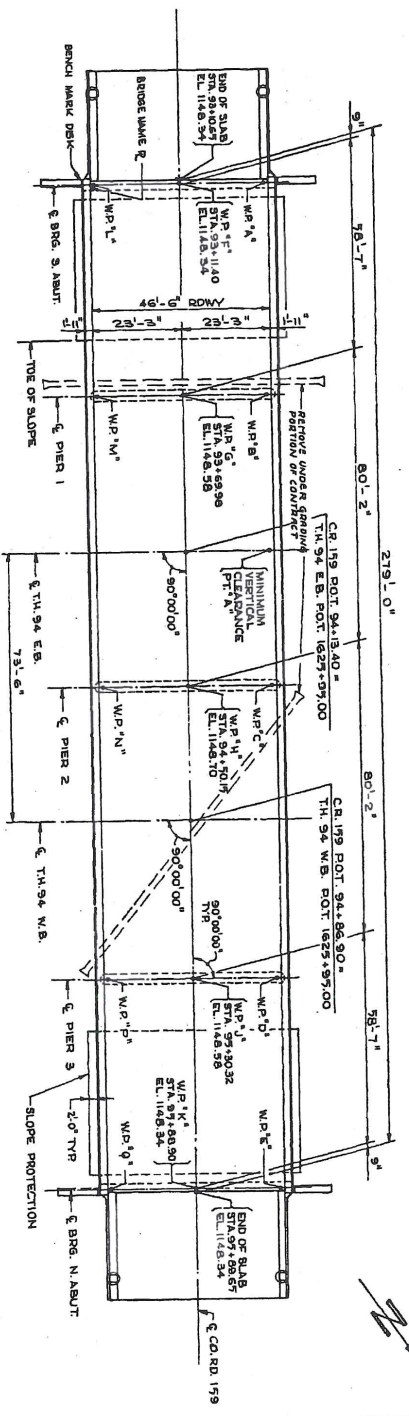 279'-0"
9"
58'-7"
80'-2"
80'-2"
58'-7"
9"
C.R. 159 P.O.T. 94+13.40 =
T.H. 94 E.B. P.O.T. 1625+95.00
C.R. 159 P.O.T. 94+86.90 =
T.H. 94 W.B. P.O.T. 1625+95.00
END OF SLAB
STA. 93+10.65
EL. 1148.34
BRIDGE NAME PL
BENCH MARK DISK
W.P. "A"
W.P. "F"
STA. 93+11.40
EL. 1148.34
W.P. "L"
℄ BRG. S. ABUT.
1'-11"
23'-3"
46'-6" RDWY
23'-3"
1'-11"
TOE OF SLOPE
REMOVE UNDER GRADING
PORTION OF CONTRACT
W.P. "B"
W.P. "G"
STA. 93+69.98
EL. 1148.58
W.P. "M"
℄ PIER 1
MINIMUM
VERTICAL
CLEARANCE
PT. "A"
90°00'00"
℄ T.H. 94 E.B.
73'-6"
W.P. "C"
W.P. "H"
STA. 94+50.15
EL. 1148.70
W.P. "N"
℄ PIER 2
90°00'00"
℄ T.H. 94 W.B.
90°00'00"
TYP.
W.P. "D"
W.P. "J"
STA. 95+30.32
EL. 1148.58
W.P. "P"
℄ PIER 3
W.P. "E"
W.P. "K"
STA. 95+88.90
EL. 1148.34
W.P. "Q"
2'-0" TYP.
SLOPE PROTECTION
END OF SLAB
STA. 95+89.65
EL. 1148.34
℄ BRG. N. ABUT.
℄ CO. RD. 159
N